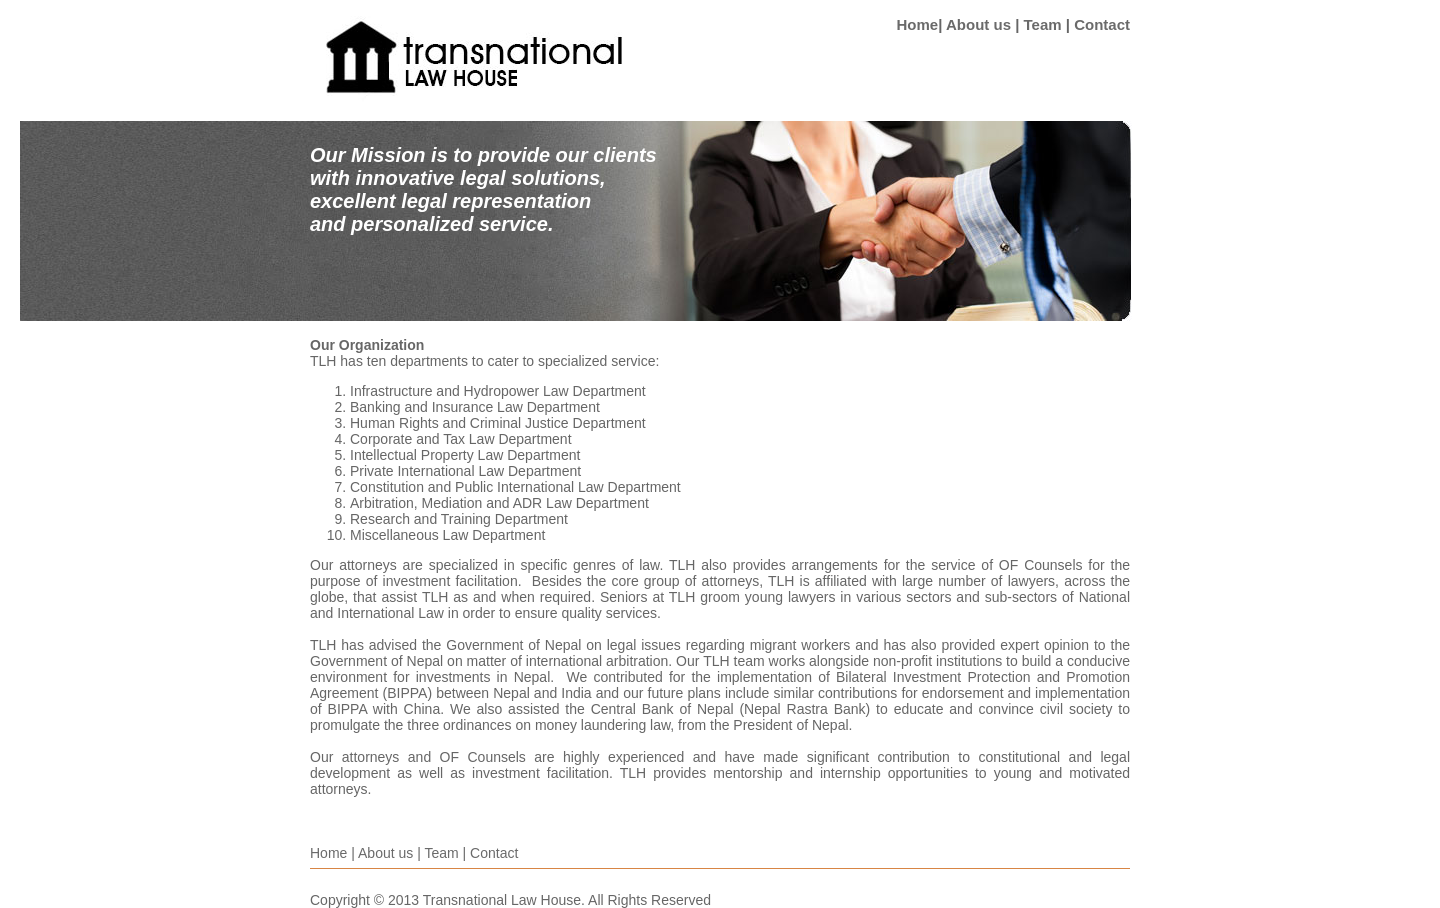 Home| About us | Team | Contact
transnational
LAW HOUSE
Our Mission is to provide our clients
with innovative legal solutions,
excellent legal representation
and personalized service.
Our Organization
TLH has ten departments to cater to specialized service:
1. Infrastructure and Hydropower Law Department
2. Banking and Insurance Law Department
3. Human Rights and Criminal Justice Department
4. Corporate and Tax Law Department
5. Intellectual Property Law Department
6. Private International Law Department
7. Constitution and Public International Law Department
8. Arbitration, Mediation and ADR Law Department
9. Research and Training Department
10. Miscellaneous Law Department
Our attorneys are specialized in specific genres of law. TLH also provides arrangements for the service of OF Counsels for the
purpose of investment facilitation.  Besides the core group of attorneys, TLH is affiliated with large number of lawyers, across the
globe, that assist TLH as and when required. Seniors at TLH groom young lawyers in various sectors and sub-sectors of National
and International Law in order to ensure quality services.
TLH has advised the Government of Nepal on legal issues regarding migrant workers and has also provided expert opinion to the
Government of Nepal on matter of international arbitration. Our TLH team works alongside non-profit institutions to build a conducive
environment for investments in Nepal.  We contributed for the implementation of Bilateral Investment Protection and Promotion
Agreement (BIPPA) between Nepal and India and our future plans include similar contributions for endorsement and implementation
of BIPPA with China. We also assisted the Central Bank of Nepal (Nepal Rastra Bank) to educate and convince civil society to
promulgate the three ordinances on money laundering law, from the President of Nepal.
Our attorneys and OF Counsels are highly experienced and have made significant contribution to constitutional and legal
development as well as investment facilitation. TLH provides mentorship and internship opportunities to young and motivated
attorneys.
Home | About us | Team | Contact
Copyright © 2013 Transnational Law House. All Rights Reserved